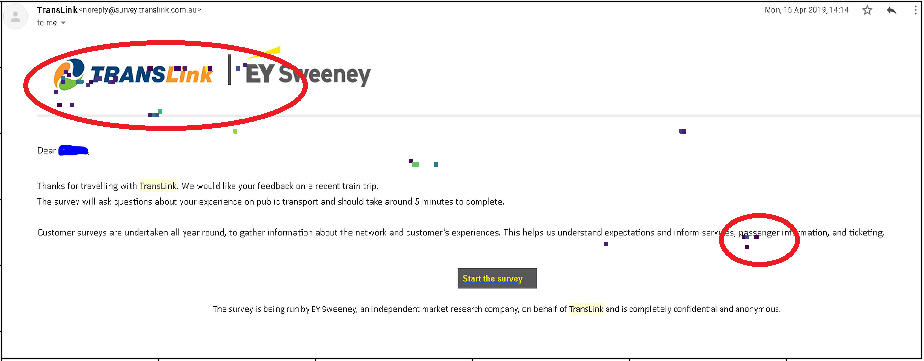 TransLink <noreply@survey.translink.com.au>
Mon, 15 Apr 2019, 14:14
to me
TRANSLink | EY Sweeney
Dear
Thanks for travelling with TransLink. We would like your feedback on a recent train trip.
The survey will ask questions about your experience on public transport and should take around 5 minutes to complete.
Customer surveys are undertaken all year round, to gather information about the network and customer's experiences. This helps us understand expectations and inform services, passenger information, and ticketing.
Start the survey
The survey is being run by EY Sweeney, an independent market research company, on behalf of TransLink and is completely confidential and anonymous.